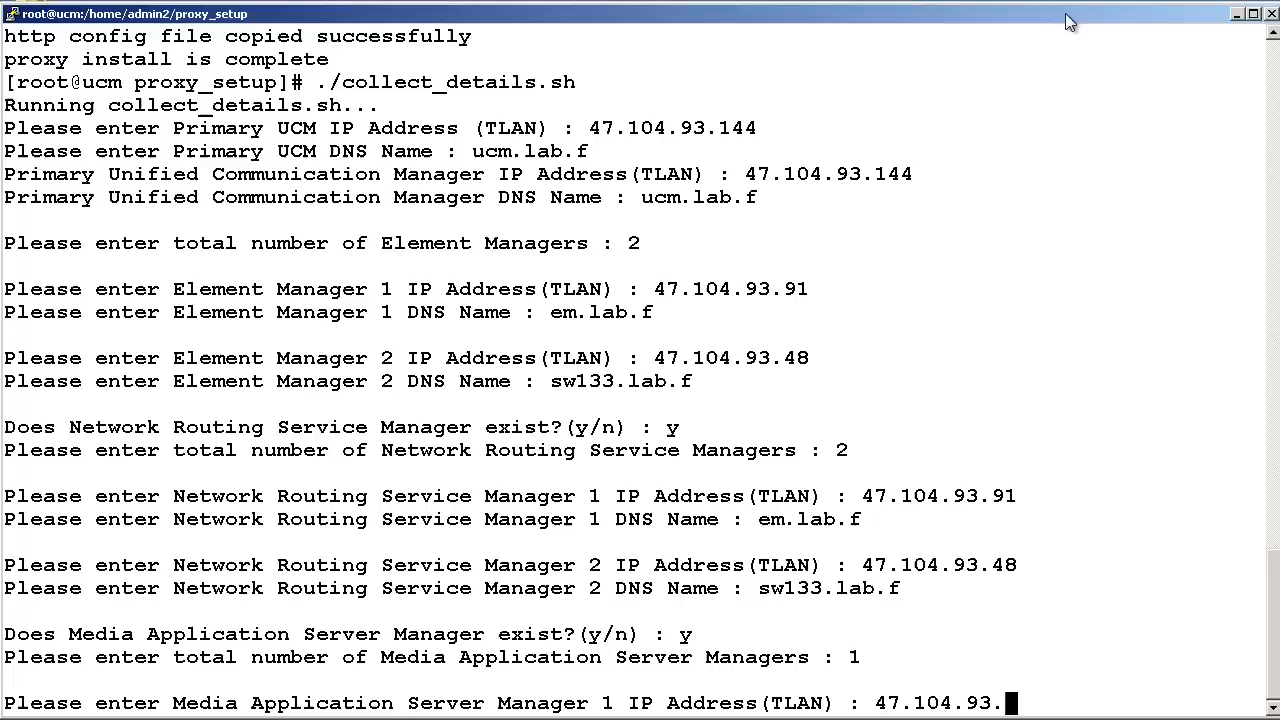 root@ucm:/home/admin2/proxy_setup
http config file copied successfully
proxy install is complete
[root@ucm proxy_setup]# ./collect_details.sh
Running collect_details.sh...
Please enter Primary UCM IP Address (TLAN) : 47.104.93.144
Please enter Primary UCM DNS Name : ucm.lab.f
Primary Unified Communication Manager IP Address(TLAN) : 47.104.93.144
Primary Unified Communication Manager DNS Name : ucm.lab.f
Please enter total number of Element Managers : 2
Please enter Element Manager 1 IP Address(TLAN) : 47.104.93.91
Please enter Element Manager 1 DNS Name : em.lab.f
Please enter Element Manager 2 IP Address(TLAN) : 47.104.93.48
Please enter Element Manager 2 DNS Name : sw133.lab.f
Does Network Routing Service Manager exist?(y/n) : y
Please enter total number of Network Routing Service Managers : 2
Please enter Network Routing Service Manager 1 IP Address(TLAN) : 47.104.93.91
Please enter Network Routing Service Manager 1 DNS Name : em.lab.f
Please enter Network Routing Service Manager 2 IP Address(TLAN) : 47.104.93.48
Please enter Network Routing Service Manager 2 DNS Name : sw133.lab.f
Does Media Application Server Manager exist?(y/n) : y
Please enter total number of Media Application Server Managers : 1
Please enter Media Application Server Manager 1 IP Address(TLAN) : 47.104.93.